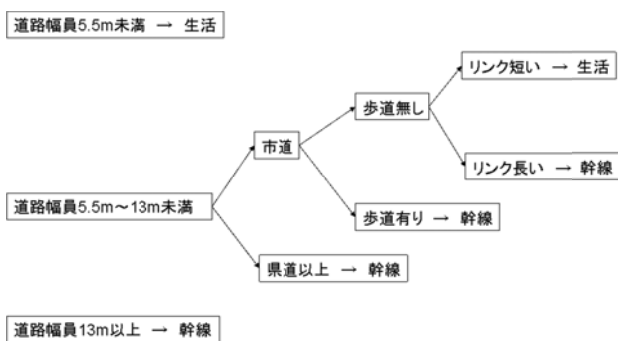 道路幅員5.5m未満 → 生活
リンク短い → 生活
歩道無し
市道
リンク長い → 幹線
道路幅員5.5m～13m未満
歩道有り → 幹線
県道以上 → 幹線
道路幅員13m以上 → 幹線